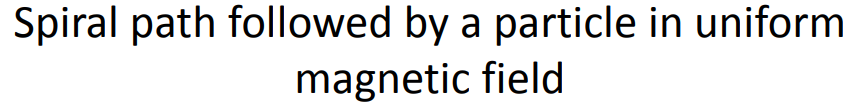 Spiral path followed by a particle in uniform
magnetic field